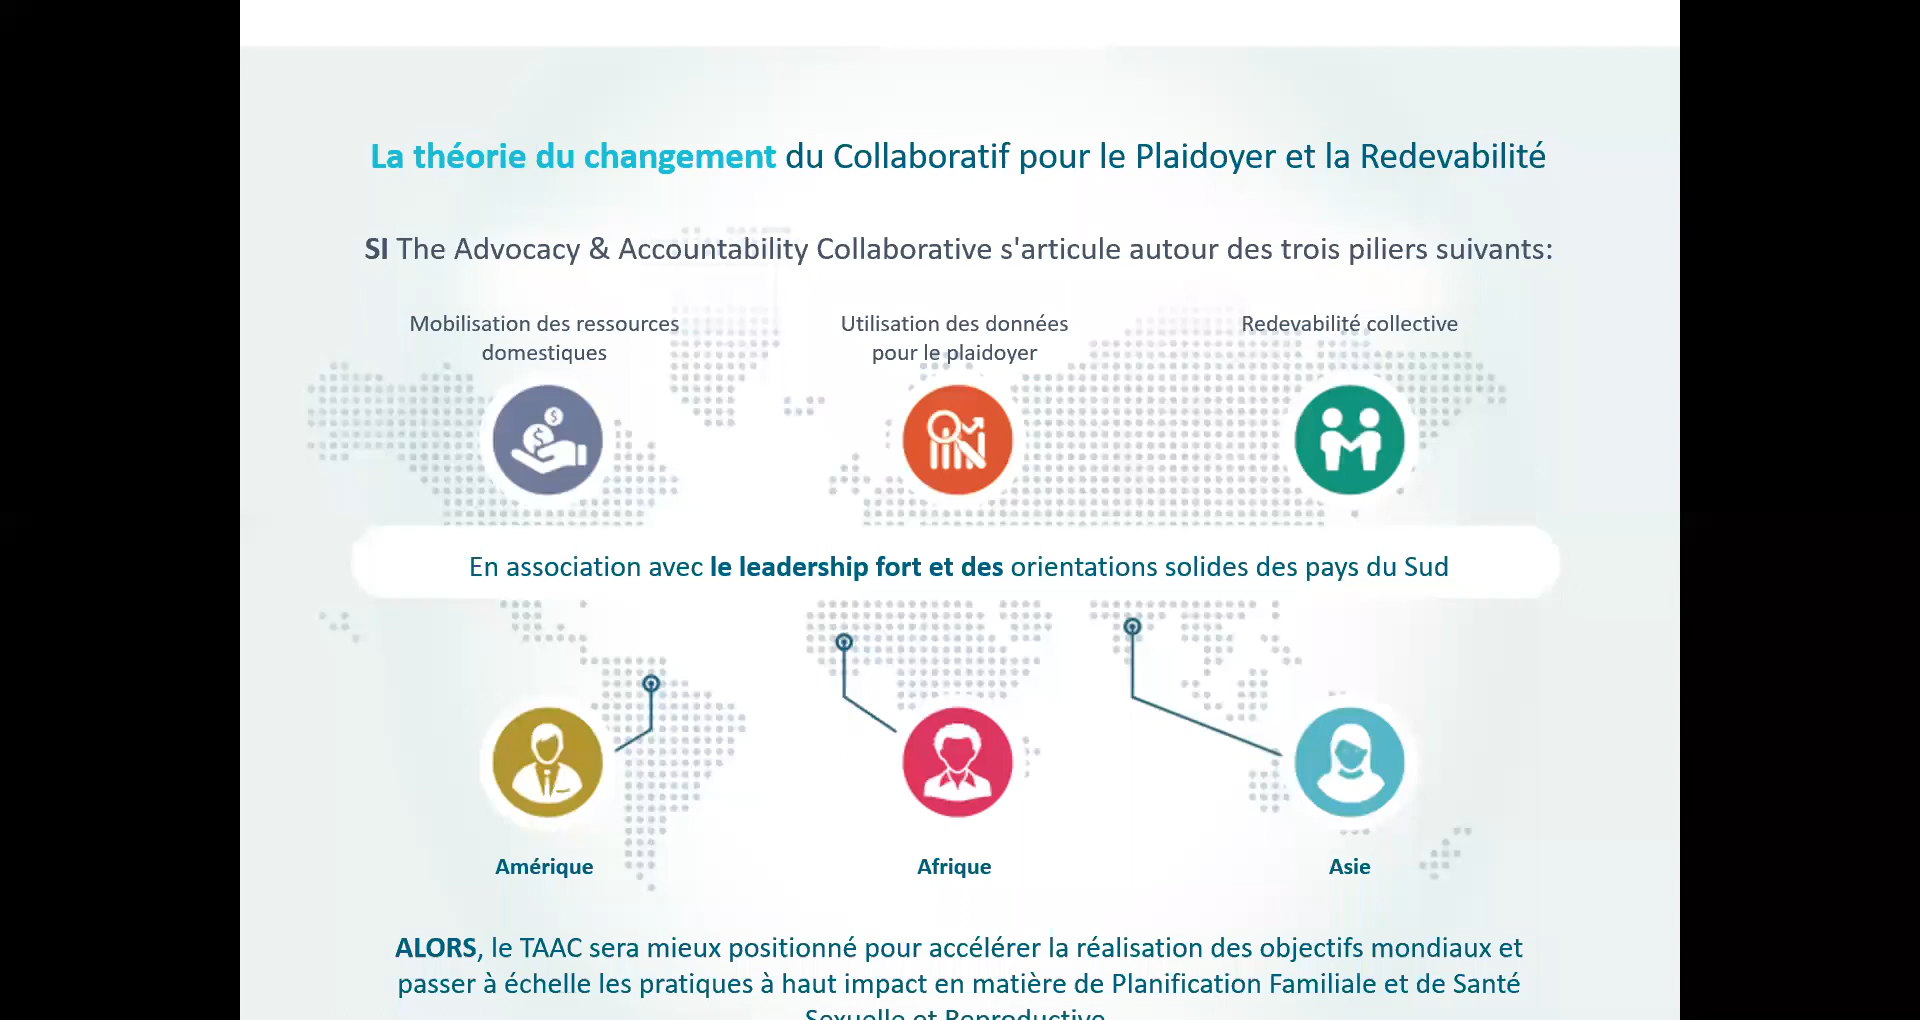 La théorie du changement du Collaboratif pour le Plaidoyer et la Redevabilité
SI The Advocacy & Accountability Collaborative s'articule autour des trois piliers suivants:
Mobilisation des ressources
domestiques
Utilisation des données
pour le plaidoyer
Redevabilité collective
En association avec le leadership fort et des orientations solides des pays du Sud
Amérique
Afrique
Asie
ALORS, le TAAC sera mieux positionné pour accélérer la réalisation des objectifs mondiaux et
passer à échelle les pratiques à haut impact en matière de Planification Familiale et de Santé
Sexuelle et Reproductive